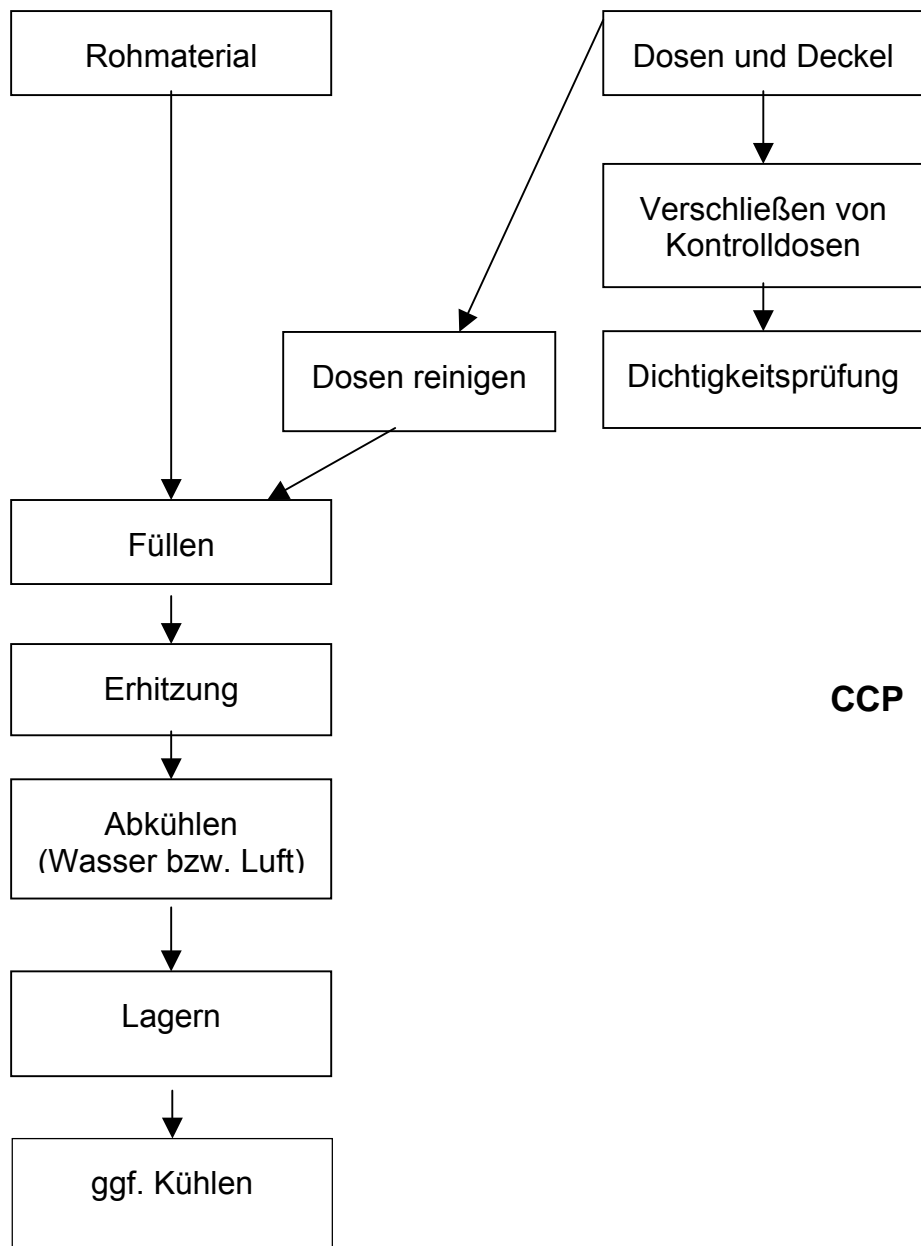 Rohmaterial
Dosen und Deckel
Verschließen von
Kontrolldosen
Dosen reinigen
Dichtigkeitsprüfung
Füllen
Erhitzung
CCP
Abkühlen
(Wasser bzw. Luft)
Lagern
ggf. Kühlen